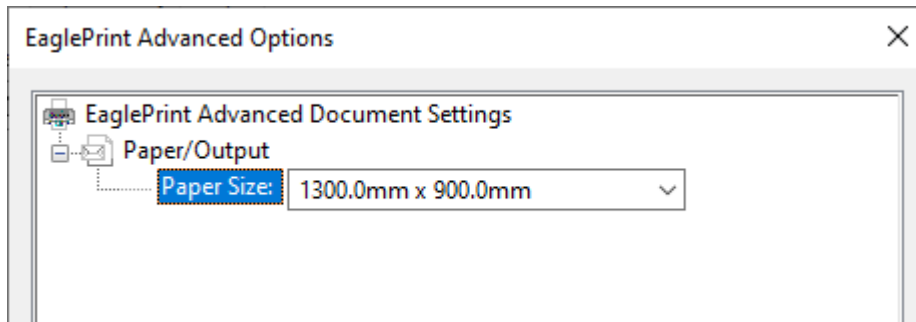 EaglePrint Advanced Options
EaglePrint Advanced Document Settings
Paper/Output
Paper Size: 1300.0mm x 900.0mm